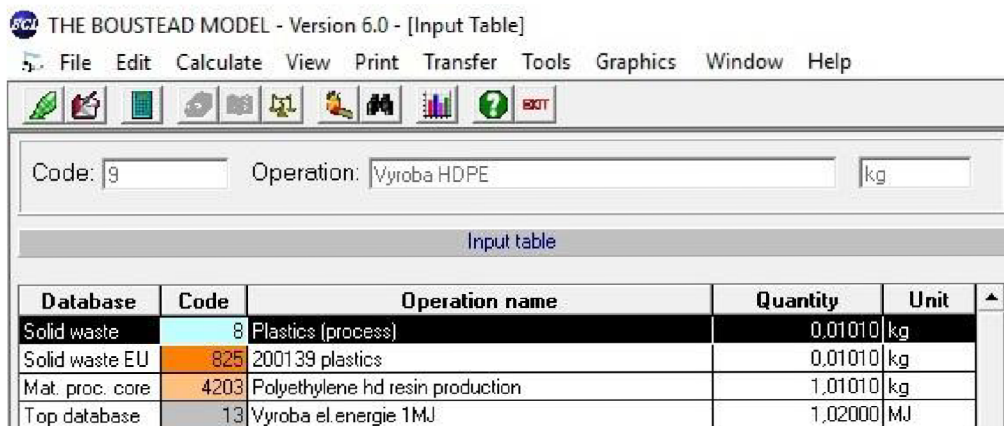 BCL THE BOUSTEAD MODEL - Version 6.0 - [Input Table]
File Edit Calculate View Print Transfer Tools Graphics Window Help
EXIT
Code: 9 Operation: Vyroba HDPE kg
Input table
Database Code Operation name Quantity Unit
Solid waste 8 Plastics (process) 0,01010 kg
Solid waste EU 825 200139 plastics 0,01010 kg
Mat. proc. core 4203 Polyethylene hd resin production 1,01010 kg
Top database 13 Vyroba el.energie 1MJ 1,02000 MJ